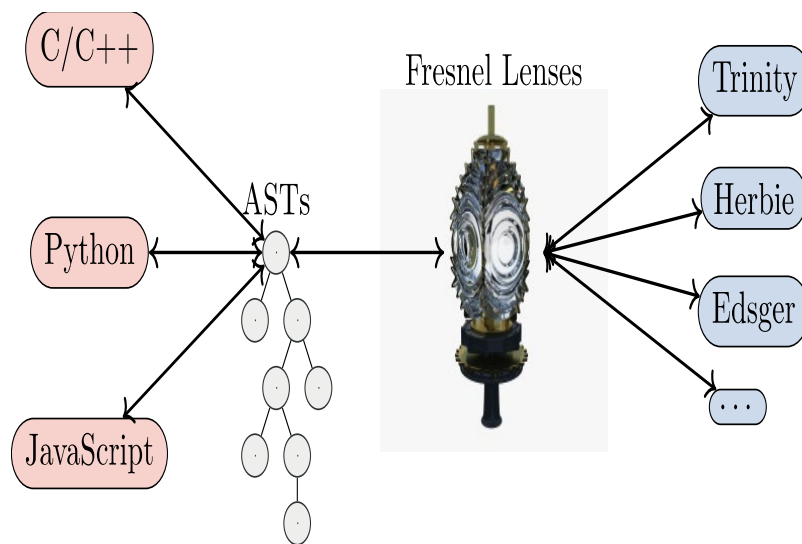 C/C++
Fresnel Lenses
Trinity
ASTs
Herbie
Python
Edsger
...
JavaScript